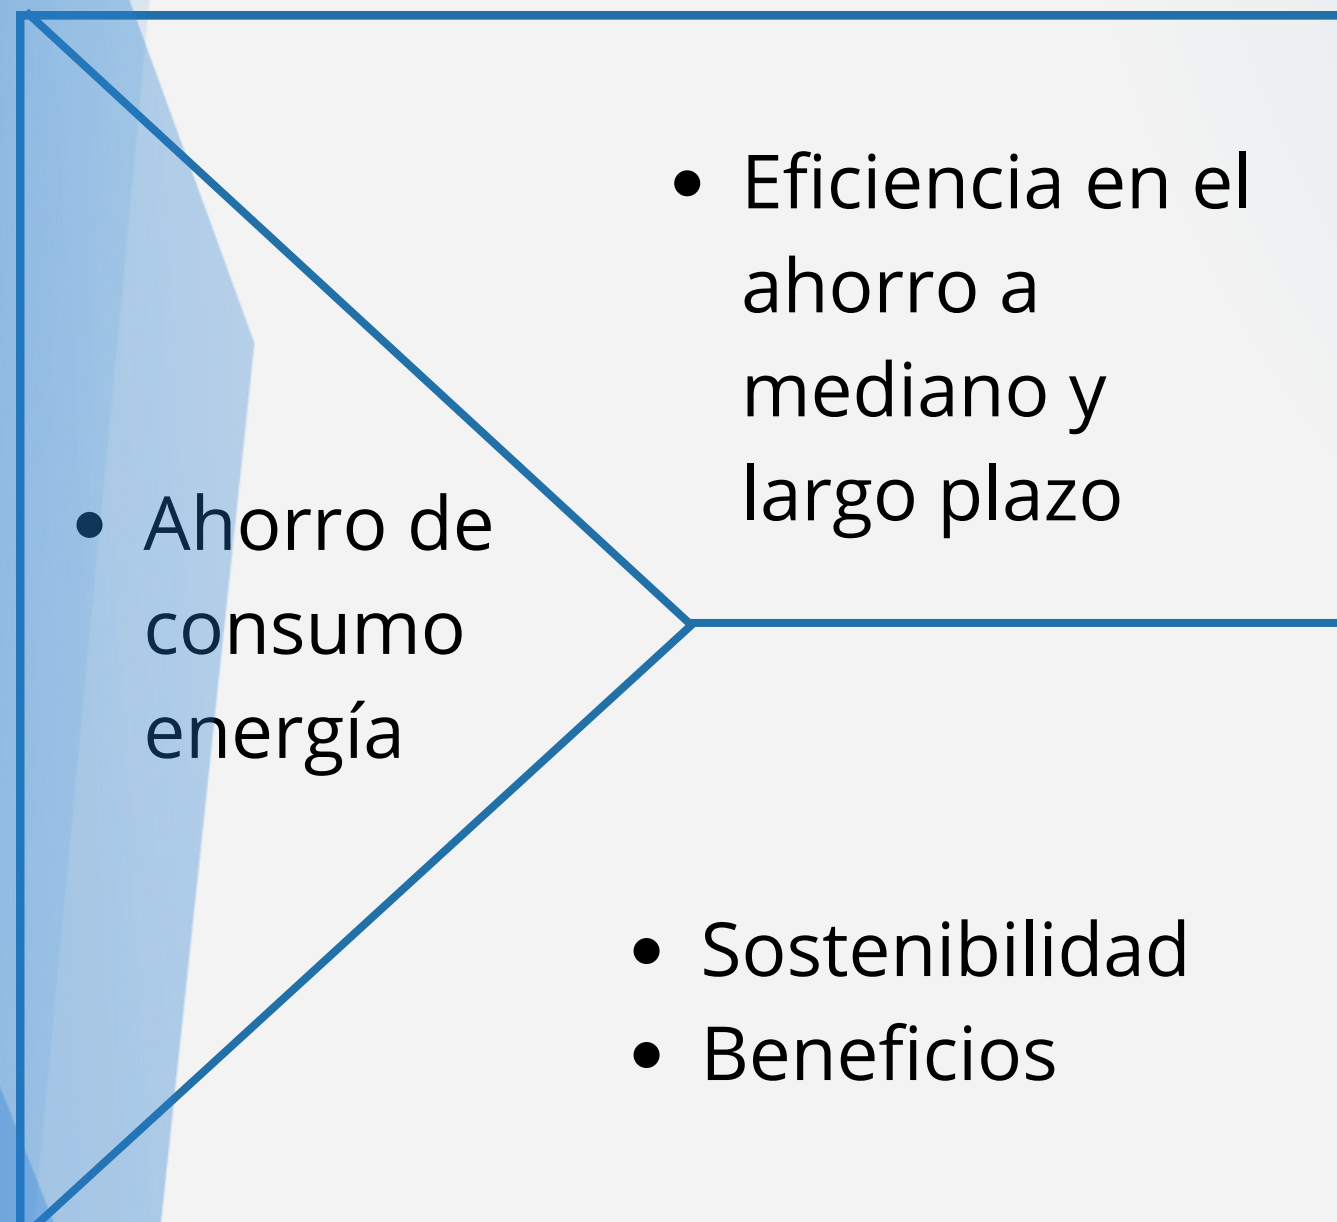 • Eficiencia en el
ahorro a
mediano y
largo plazo
• Ahorro de
consumo
energía
• Sostenibilidad
• Beneficios